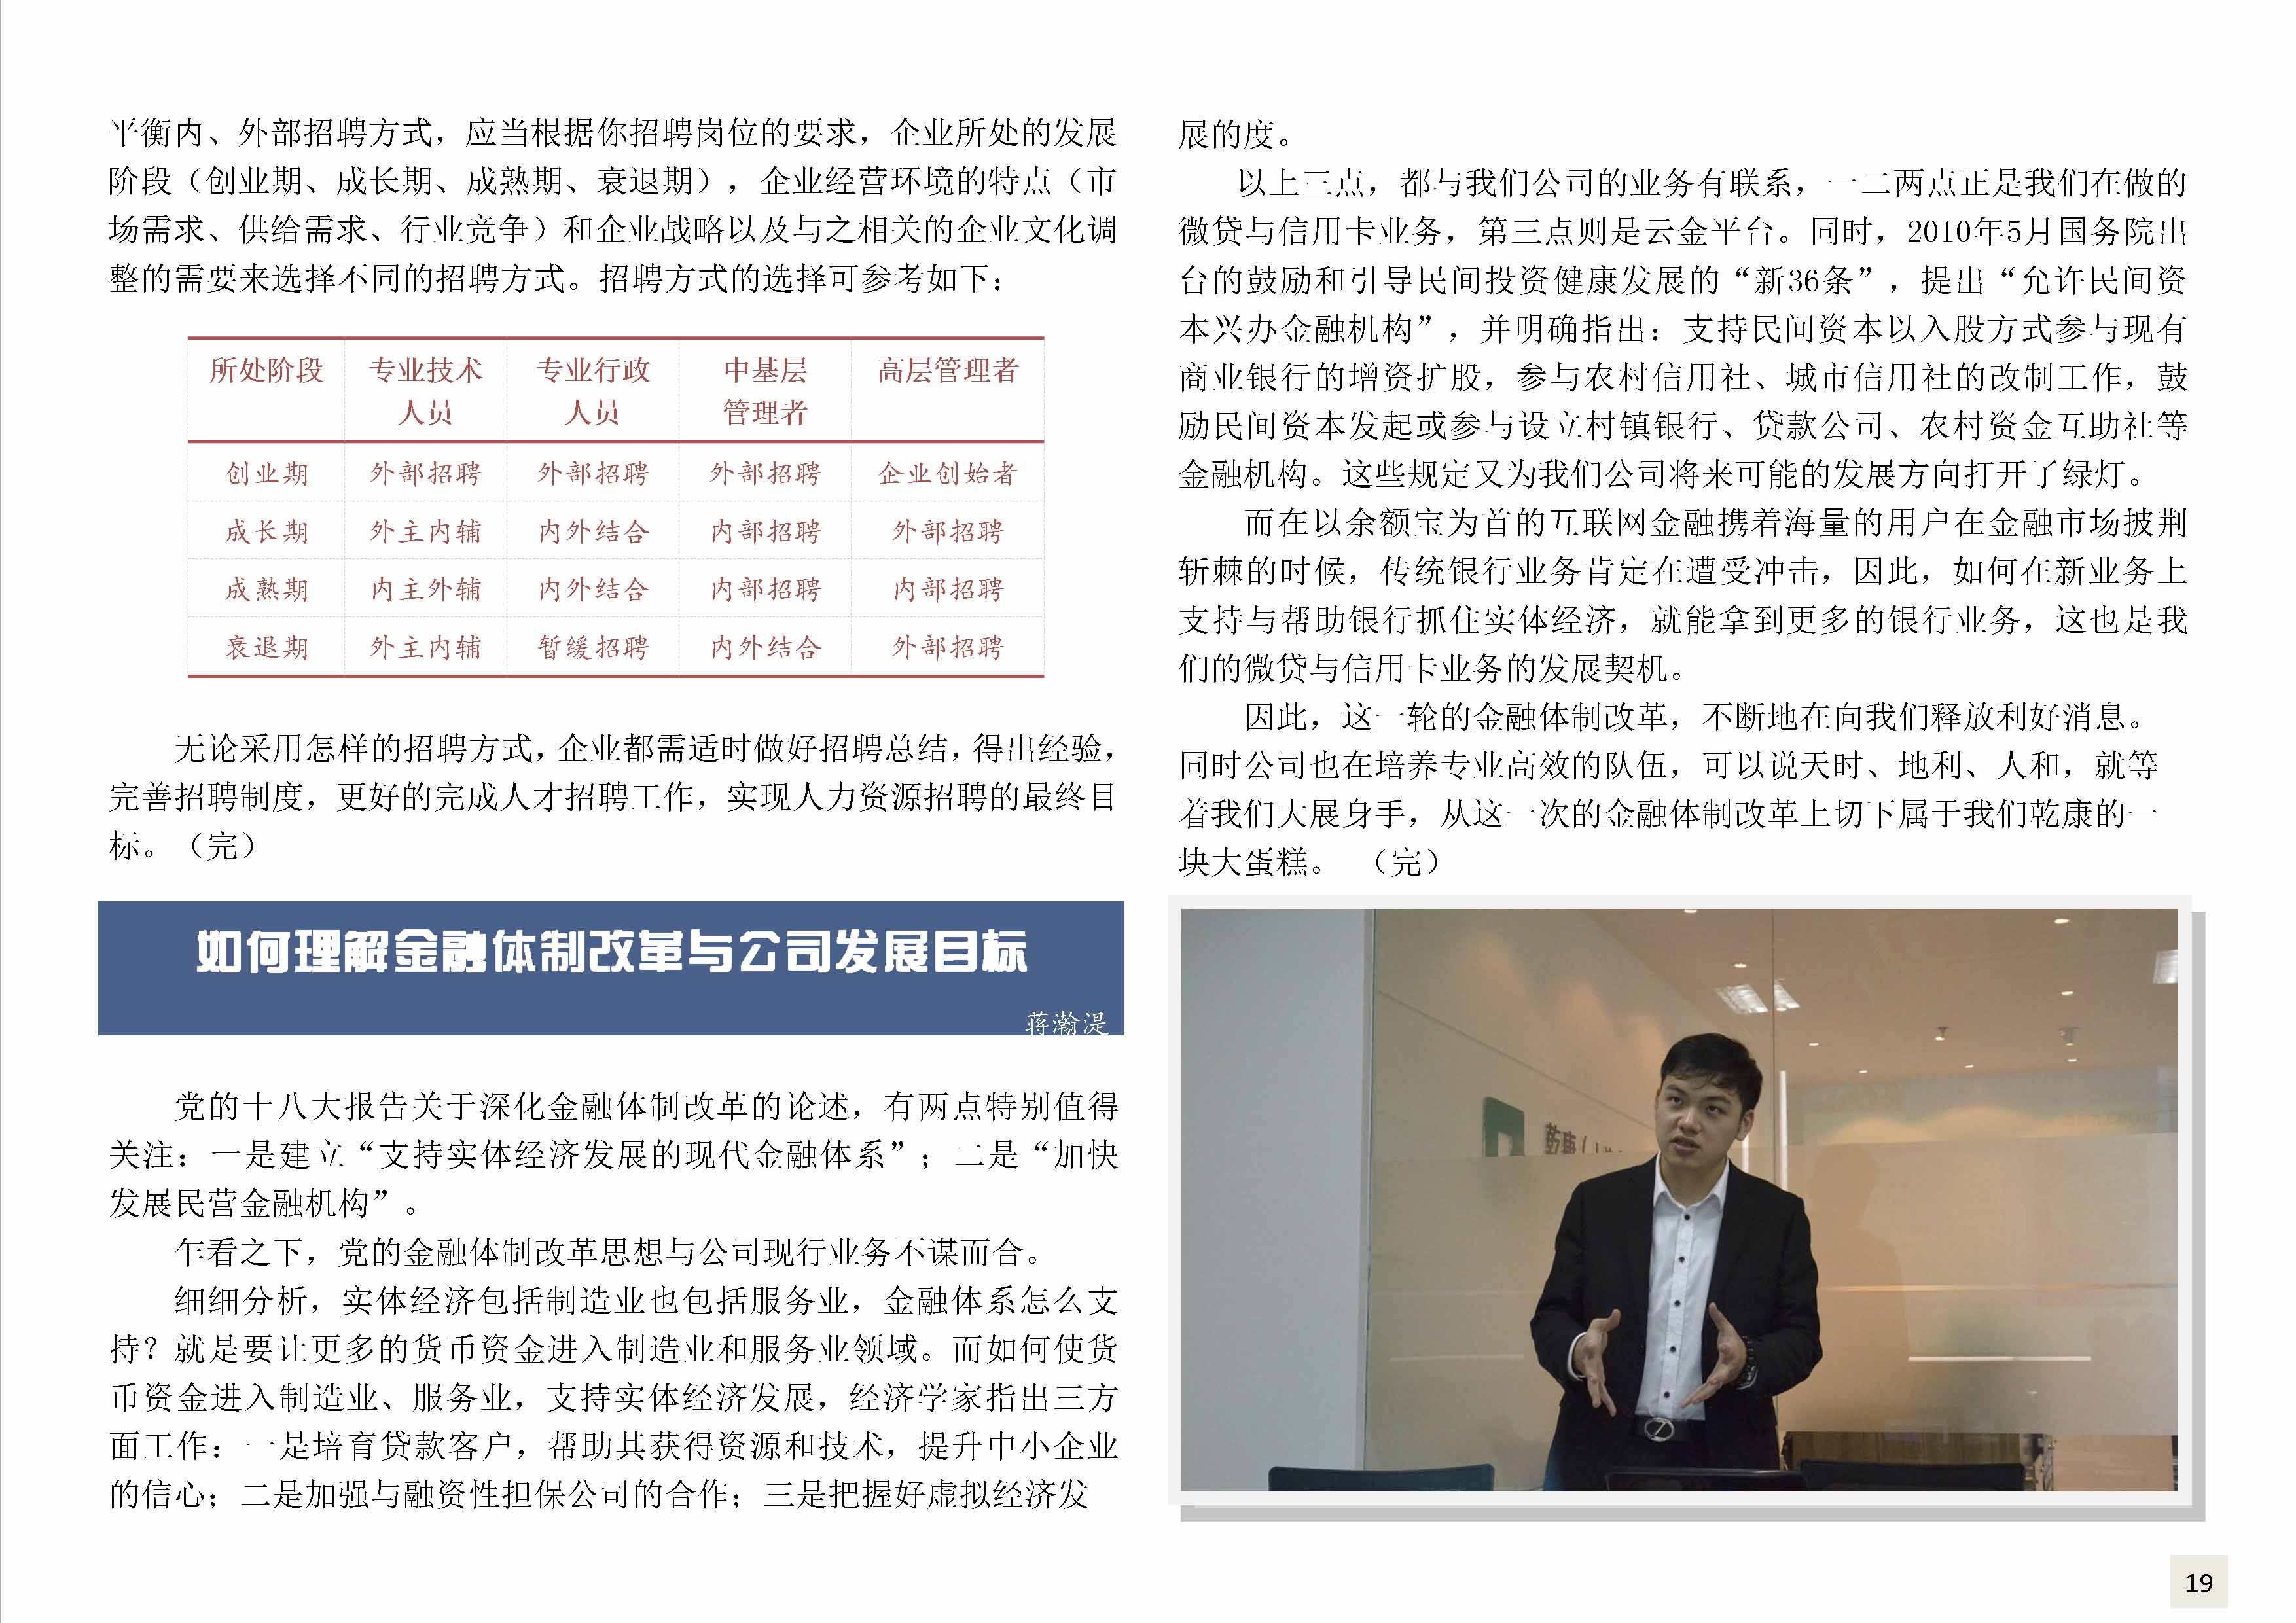 平衡内、外部招聘方式，应当根据你招聘岗位的要求，企业所处的发展
阶段（创业期、成长期、成熟期、衰退期），企业经营环境的特点（市
场需求、供给需求、行业竞争）和企业战略以及与之相关的企业文化调
整的需要来选择不同的招聘方式。招聘方式的选择可参考如下：
所处阶段 专业技术人员 专业行政人员 中基层管理者 高层管理者
创业期 外部招聘 外部招聘 外部招聘 企业创始者
成长期 外主内辅 内外结合 内部招聘 外部招聘
成熟期 内主外辅 内外结合 内部招聘 内部招聘
衰退期 外主内辅 暂缓招聘 内外结合 外部招聘
无论采用怎样的招聘方式，企业都需适时做好招聘总结，得出经验，
完善招聘制度，更好的完成人才招聘工作，实现人力资源招聘的最终目
标。（完）
如何理解金融体制改革与公司发展目标
蒋瀚湜
党的十八大报告关于深化金融体制改革的论述，有两点特别值得
关注：一是建立“支持实体经济发展的现代金融体系”；二是“加快
发展民营金融机构”。
乍看之下，党的金融体制改革思想与公司现行业务不谋而合。
细细分析，实体经济包括制造业也包括服务业，金融体系怎么支
持？就是要让更多的货币资金进入制造业和服务业领域。而如何使货
币资金进入制造业、服务业，支持实体经济发展，经济学家指出三方
面工作：一是培育贷款客户，帮助其获得资源和技术，提升中小企业
的信心；二是加强与融资性担保公司的合作；三是把握好虚拟经济发
展的度。
以上三点，都与我们公司的业务有联系，一二两点正是我们在做的
微贷与信用卡业务，第三点则是云金平台。同时，2010年5月国务院出
台的鼓励和引导民间投资健康发展的“新36条”，提出“允许民间资
本兴办金融机构”，并明确指出：支持民间资本以入股方式参与现有
商业银行的增资扩股，参与农村信用社、城市信用社的改制工作，鼓
励民间资本发起或参与设立村镇银行、贷款公司、农村资金互助社等
金融机构。这些规定又为我们公司将来可能的发展方向打开了绿灯。
而在以余额宝为首的互联网金融携着海量的用户在金融市场披荆
斩棘的时候，传统银行业务肯定在遭受冲击，因此，如何在新业务上
支持与帮助银行抓住实体经济，就能拿到更多的银行业务，这也是我
们的微贷与信用卡业务的发展契机。
因此，这一轮的金融体制改革，不断地在向我们释放利好消息。
同时公司也在培养专业高效的队伍，可以说天时、地利、人和，就等
着我们大展身手，从这一次的金融体制改革上切下属于我们乾康的一
块大蛋糕。（完）
19